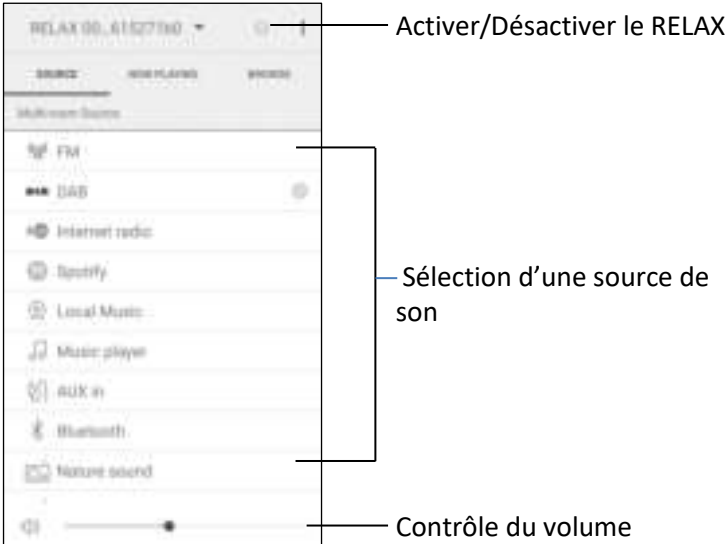 RELAX 00..61527160
Activer/Désactiver le RELAX
SOURCE NOW PLAYING BROWSE
Multi-room Source
FM
DAB
Internet radio
Spotify
Sélection d’une source de
son
Local Music
Music player
AUX in
Bluetooth
Nature sound
Contrôle du volume